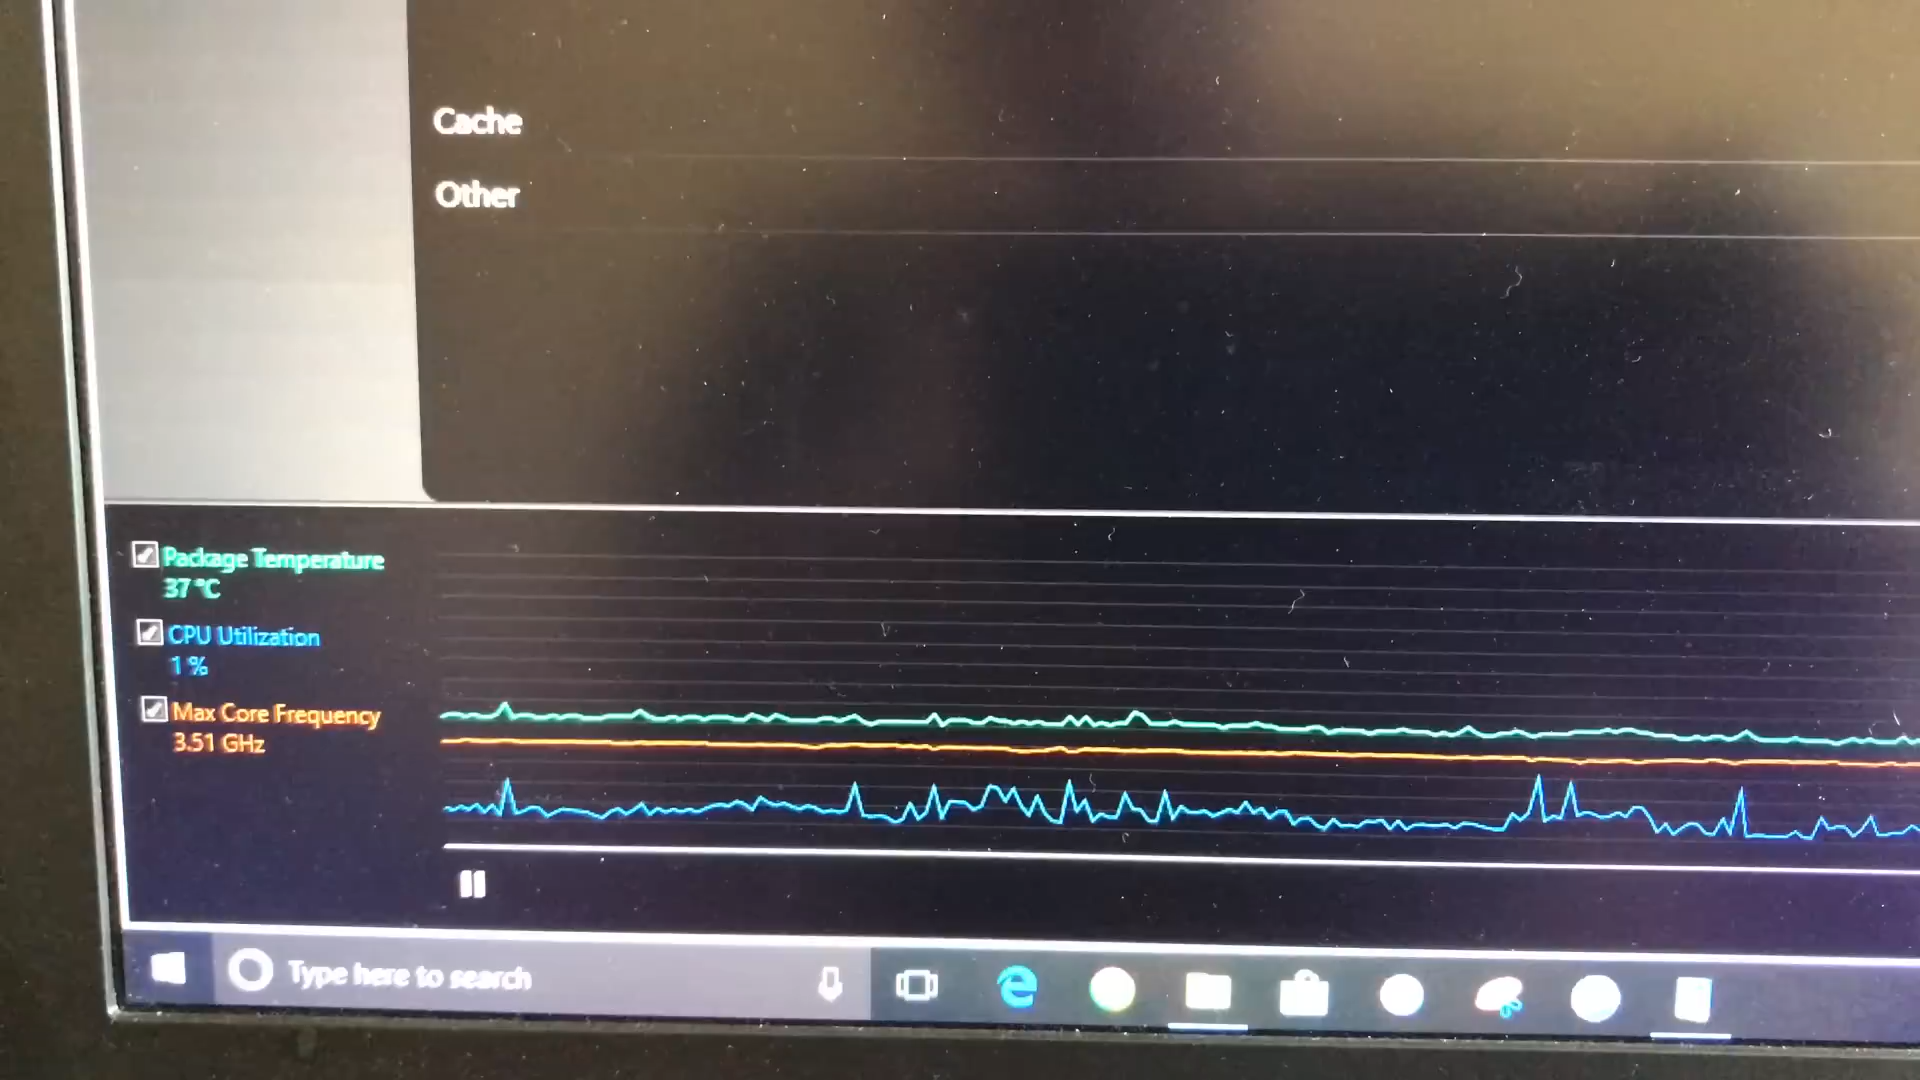 Cache
Other
Package Temperature
37 °C
CPU Utilization
1 %
Max Core Frequency
3.51 GHz
Type here to search